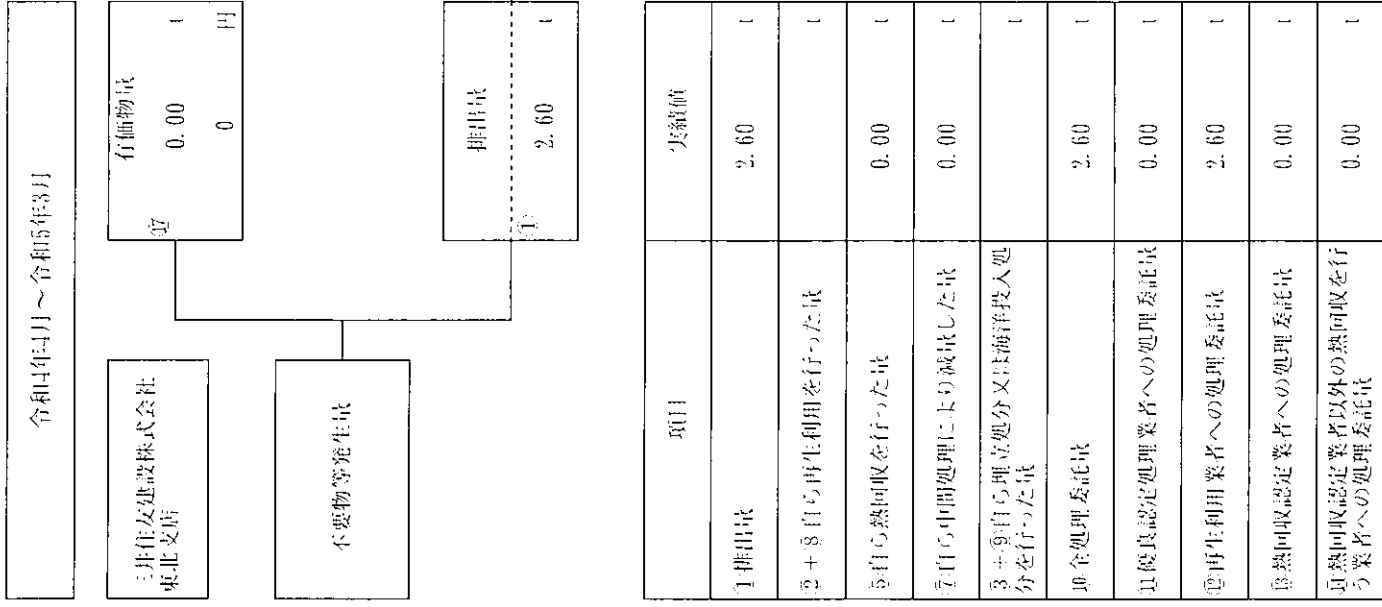 令和4年4月～令和5年3月
三井住友建設株式会社
東北支店
不要物等発生量
有価物量
⑰ 0.00 t
0 円
排出量
① 2.60 t
項目 実績値
①排出量 2.60 t
②+⑧自ら再生利用を行った量 t
⑤自ら熱回収を行った量 0.00 t
⑦自ら中間処理により減量した量 0.00 t
③+⑨自ら埋立処分又は海洋投入処
分を行った量 t
⑩全処理委託量 2.60 t
⑪優良認定処理業者への処理委託量 0.00 t
⑫再生利用業者への処理委託量 2.60 t
⑬熱回収認定業者への処理委託量 0.00 t
⑭熱回収認定業者以外の熱回収を行
う業者への処理委託量 0.00 t